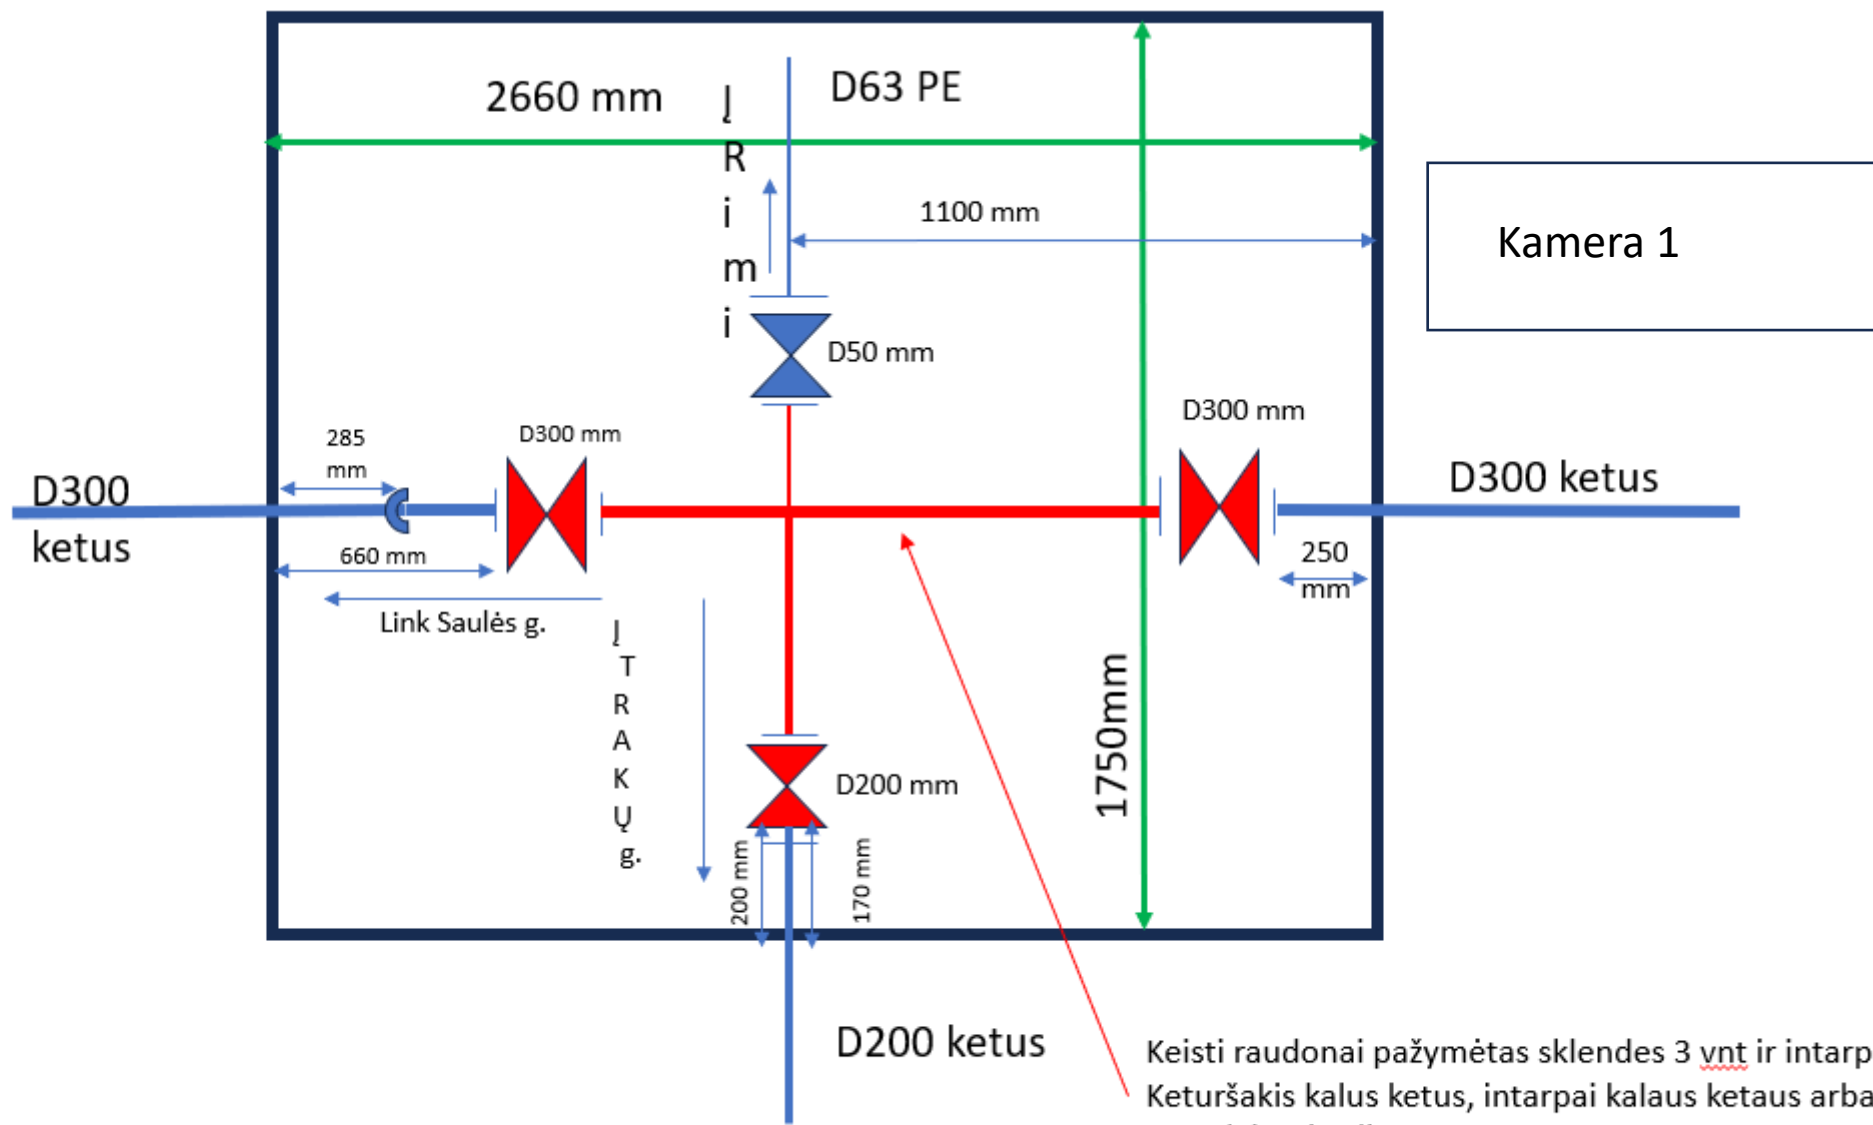 2660 mm
Į
R
i
m
i
D63 PE
1100 mm
Kamera 1
D50 mm
D300 mm
D300 mm
285
mm
D300
ketus
D300 ketus
660 mm
250
mm
Link Saulės g.
Į
T
R
A
K
Ų
g.
1750mm
D200 mm
200 mm
170 mm
D200 ketus
Keisti raudonai pažymėtas sklendes 3 vnt ir intarp
Keturšakis kalus ketus, intarpai kalaus ketaus arba